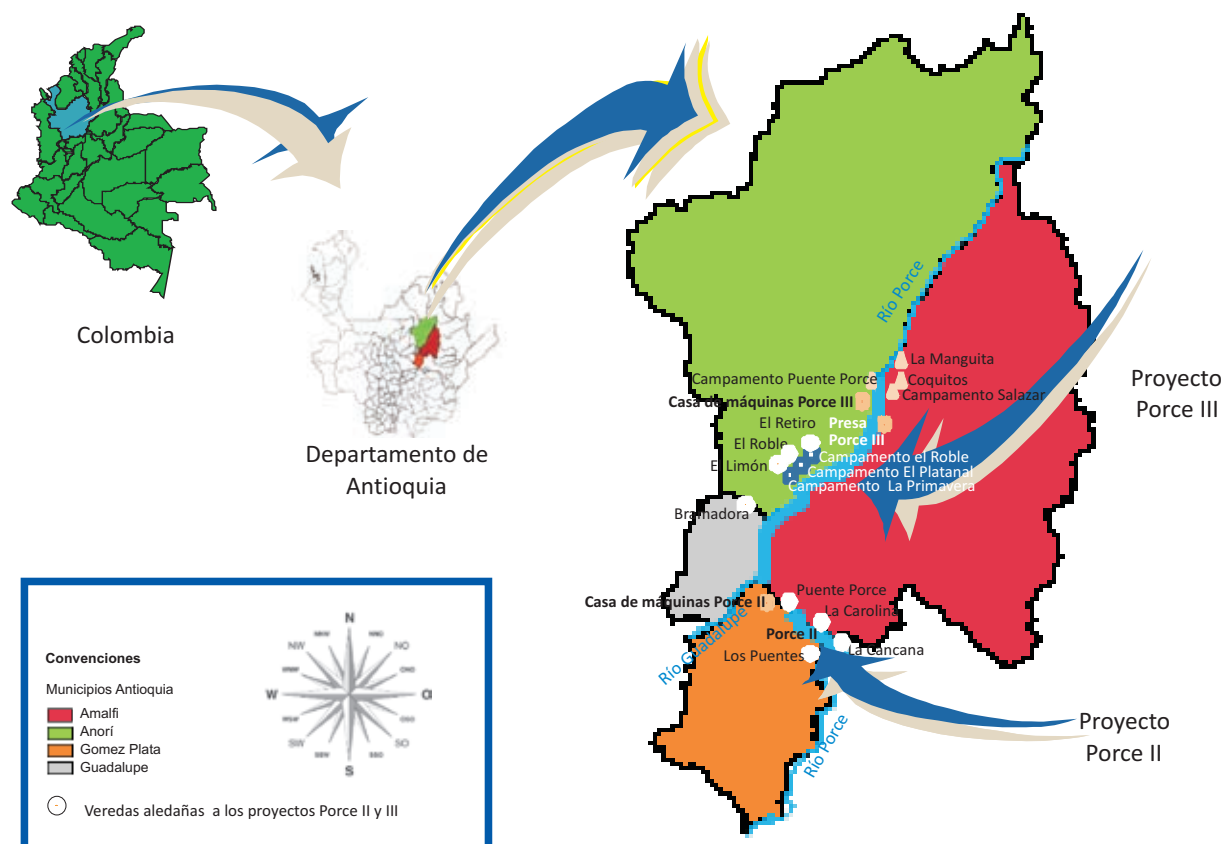 Colombia
Departamento de
Antioquia
Río Porce
La Manguita
Campamento Puente Porce
Coquitos
Casa de máquinas Porce III
Campamento Salazar
Proyecto
Porce III
El Retiro
Presa
Porce III
El Roble
Campamento el Roble
El Limón
Campamento El Platanal
Campamento La Primavera
Bramadora
Puente Porce
Casa de máquinas Porce II
La Carolina
Río Guadalupe
Porce II
La Cancana
Los Puentes
Río Porce
Proyecto
Porce II
Convenciones
Municipios Antioquia
Amalfi
Anorí
Gomez Plata
Guadalupe
Veredas aledañas a los proyectos Porce II y III
N
NO
O
SO
S
SW
W
NW